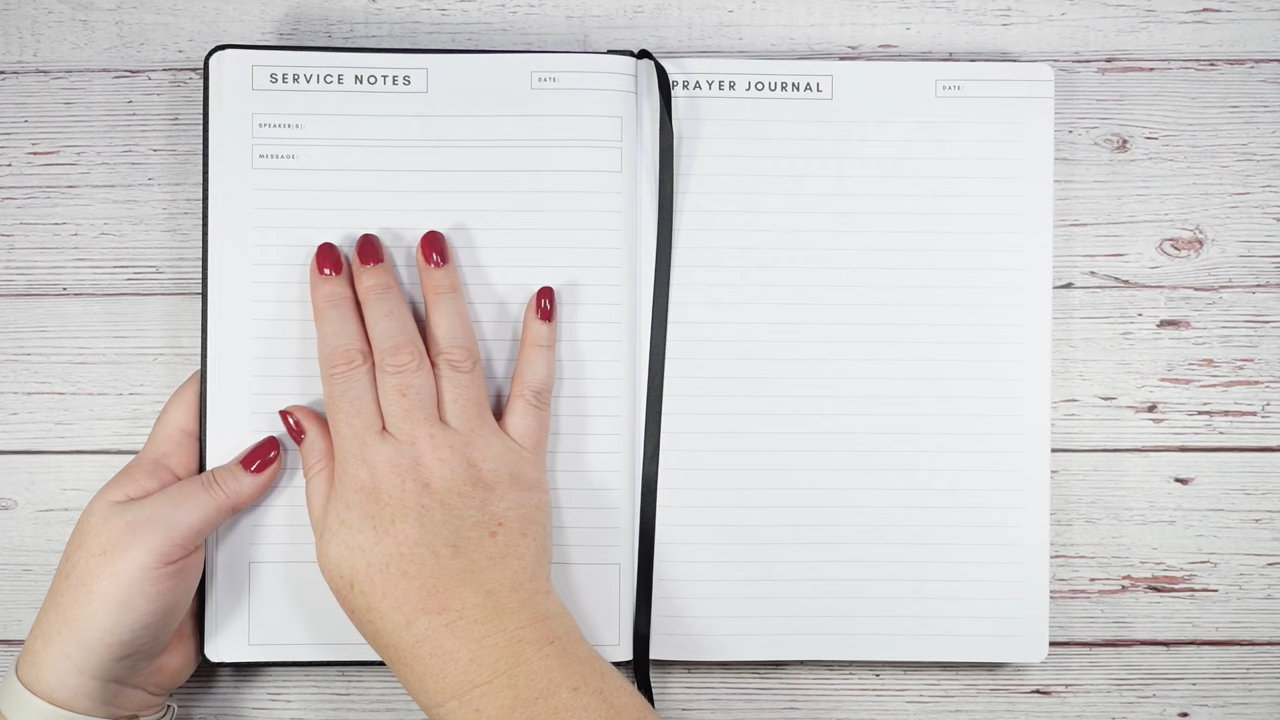 SERVICE NOTES
DATE:
SPEAKER(S):
MESSAGE:
PRAYER JOURNAL
DATE: